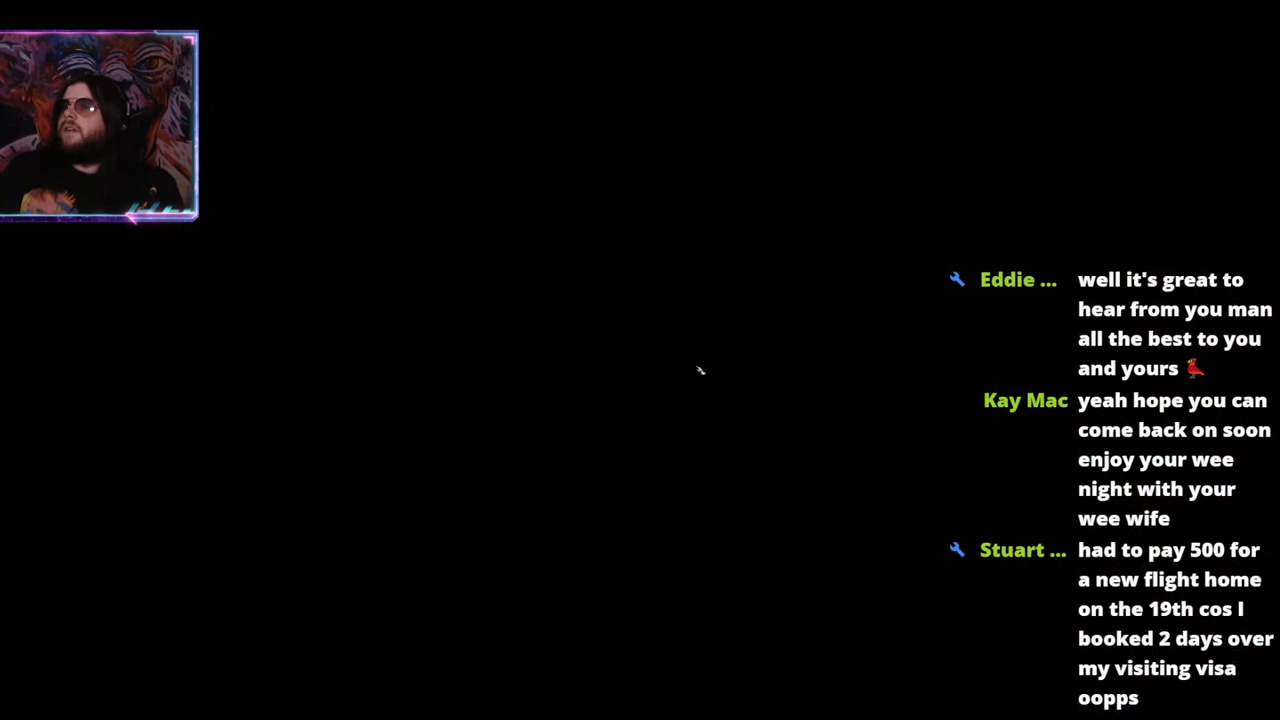 Eddie ... well it's great to
hear from you man
all the best to you
and yours
Kay Mac yeah hope you can
come back on soon
enjoy your wee
night with your
wee wife
Stuart ... had to pay 500 for
a new flight home
on the 19th cos I
booked 2 days over
my visiting visa
oopps